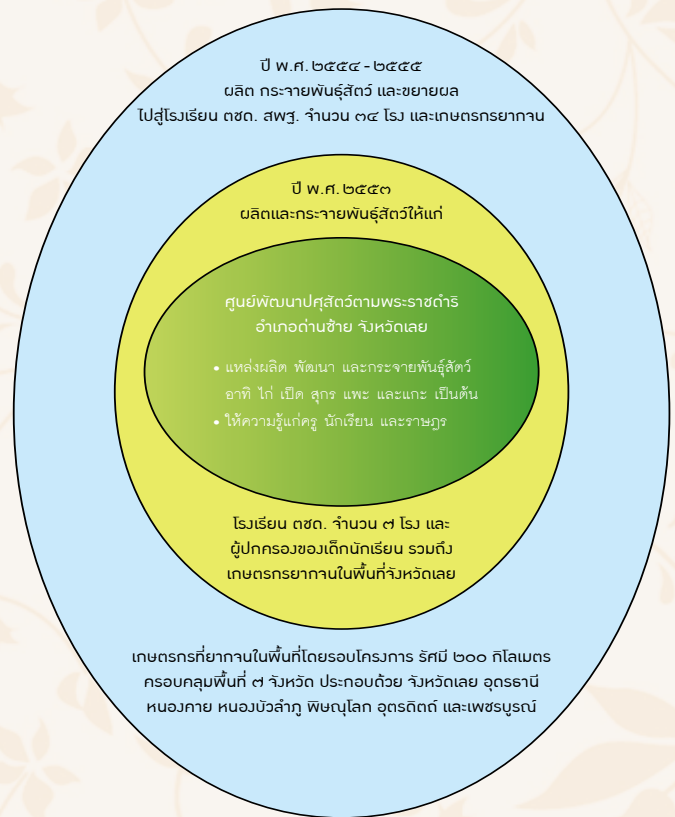 ปี พ.ศ. ๒๕๕๔ - ๒๕๕๕
ผลิต กระจายพันธุ์สัตว์ และขยายผล
ไปสู่โรงเรียน ตชด. สพฐ. จำนวน ๓๔ โรง และเกษตรกรยากจน
ปี พ.ศ. ๒๕๕๓
ผลิตและกระจายพันธุ์สัตว์ให้แก่
ศูนย์พัฒนาปศุสัตว์ตามพระราชดำริ
อำเภอด่านซ้าย จังหวัดเลย
• แหล่งผลิต พัฒนา และกระจายพันธุ์สัตว์
อาทิ ไก่ เป็ด สุกร แพะ และแกะ เป็นต้น
• ให้ความรู้แก่ครู นักเรียน และราษฎร
โรงเรียน ตชด. จำนวน ๗ โรง และ
ผู้ปกครองของเด็กนักเรียน รวมถึง
เกษตรกรยากจนในพื้นที่จังหวัดเลย
เกษตรกรที่ยากจนในพื้นที่โดยรอบโครงการ รัศมี ๒๐๐ กิโลเมตร
ครอบคลุมพื้นที่ ๗ จังหวัด ประกอบด้วย จังหวัดเลย อุดรธานี
หนองคาย หนองบัวลำภู พิษณุโลก อุตรดิตถ์ และเพชรบูรณ์